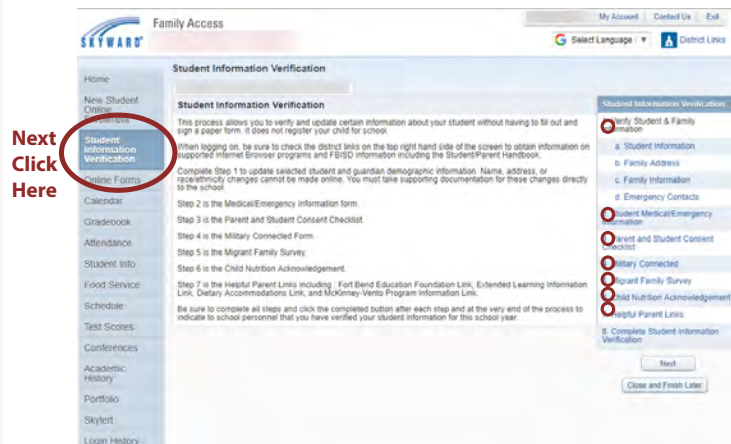 Family Access
SKYWARD
My Account Contact Us Exit
Select Language District Links
Home
New Student
Online
Enrollment
Student
Information
Verification
Online Forms
Calendar
Gradebook
Attendance
Student Info
Food Service
Schedule
Test Scores
Conferences
Academic
History
Portfolio
Skylert
Login History
Next
Click
Here
Student Information Verification
Student Information Verification
This process allows you to verify and update certain information about your student without having to fill out and
sign a paper form. It does not register your child for school.
When logging on, be sure to check the district links on the top right hand side of the screen to obtain information on
supported Internet Browser programs and FBISD information including the Student/Parent Handbook.
Complete Step 1 to update selected student and guardian demographic information. Name, address, or
race/ethnicity changes cannot be made online. You must take supporting documentation for these changes directly
to the school.
Step 2 is the Medical/Emergency Information form.
Step 3 is the Parent and Student Consent Checklist.
Step 4 is the Military Connected Form.
Step 5 is the Migrant Family Survey.
Step 6 is the Child Nutrition Acknowledgement.
Step 7 is the Helpful Parent Links including : Fort Bend Education Foundation Link, Extended Learning Information
Link, Dietary Accommodations Link, and McKinney-Vento Program Information Link.
Be sure to complete all steps and click the completed button after each step and at the very end of the process to
indicate to school personnel that you have verified your student information for this school year.
Student Information Verification
Verify Student & Family
Information
a. Student Information
b. Family Address
c. Family Information
d. Emergency Contacts
Student Medical/Emergency
Information
Parent and Student Consent
Checklist
Military Connected
Migrant Family Survey
Child Nutrition Acknowledgement
Helpful Parent Links
8. Complete Student Information
Verification
Next
Close and Finish Later